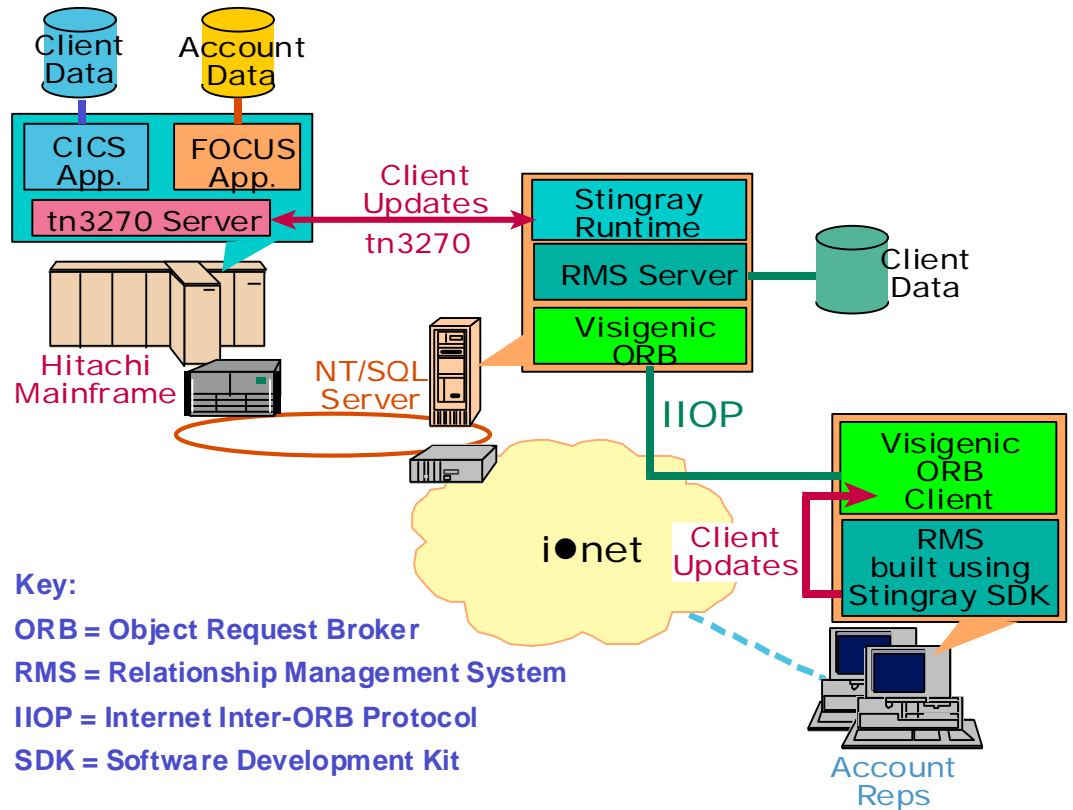 Client
Data
Account
Data
CICS
App.
FOCUS
App.
tn3270 Server
Client
Updates
tn3270
Stingray
Runtime
RMS Server
Visigenic
ORB
Client
Data
Hitachi
Mainframe
NT/SQL
Server
IIOP
i●net
Visigenic
ORB
Client
Client
Updates
RMS
built using
Stingray SDK
Account
Reps
Key:
ORB = Object Request Broker
RMS = Relationship Management System
IIOP = Internet Inter-ORB Protocol
SDK = Software Development Kit